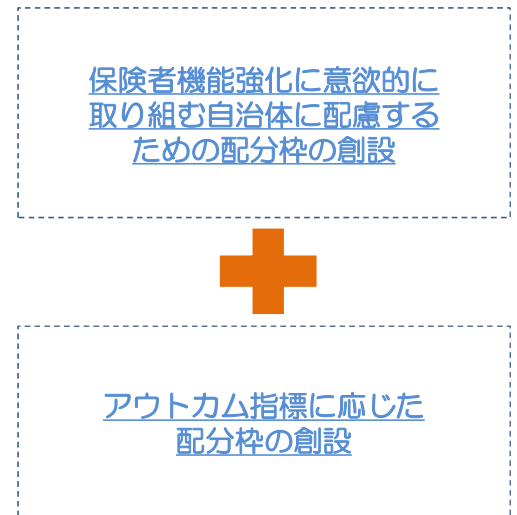 保険者機能強化に意欲的に
取り組む自治体に配慮する
ための配分枠の創設
アウトカム指標に応じた
配分枠の創設